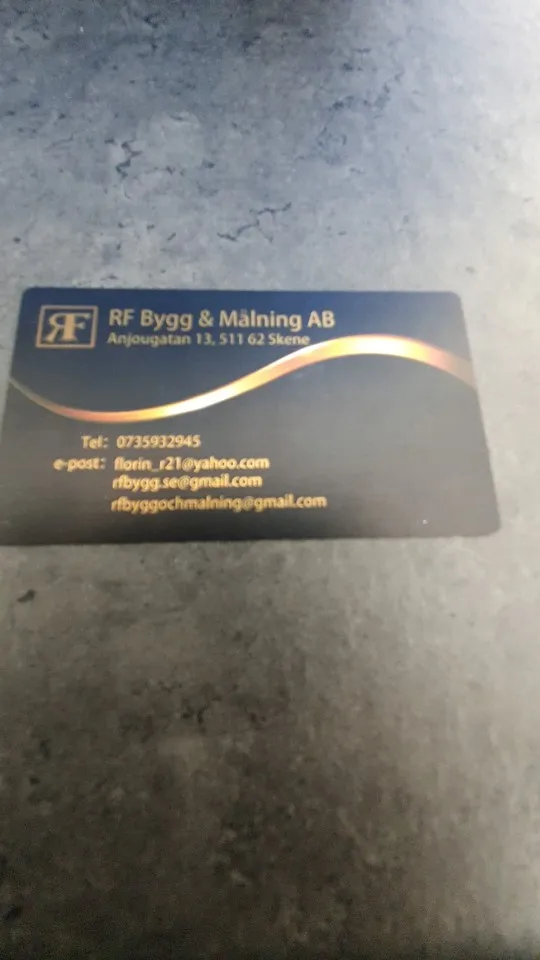 RF
RF Bygg & Målning AB
Anjougatan 13, 511 62 Skene
Tel: 0735932945
e-post: florin_r21@yahoo.com
rfbygg.se@gmail.com
rfbyggochmalning@gmail.com